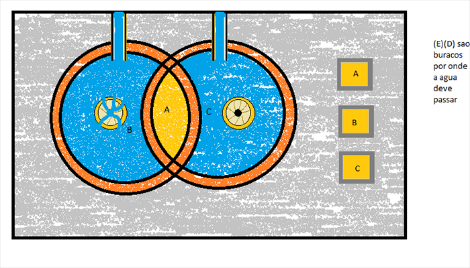 (E)(D) sao
buracos
por onde
a agua
deve
passar
A
B
C
A
B
C